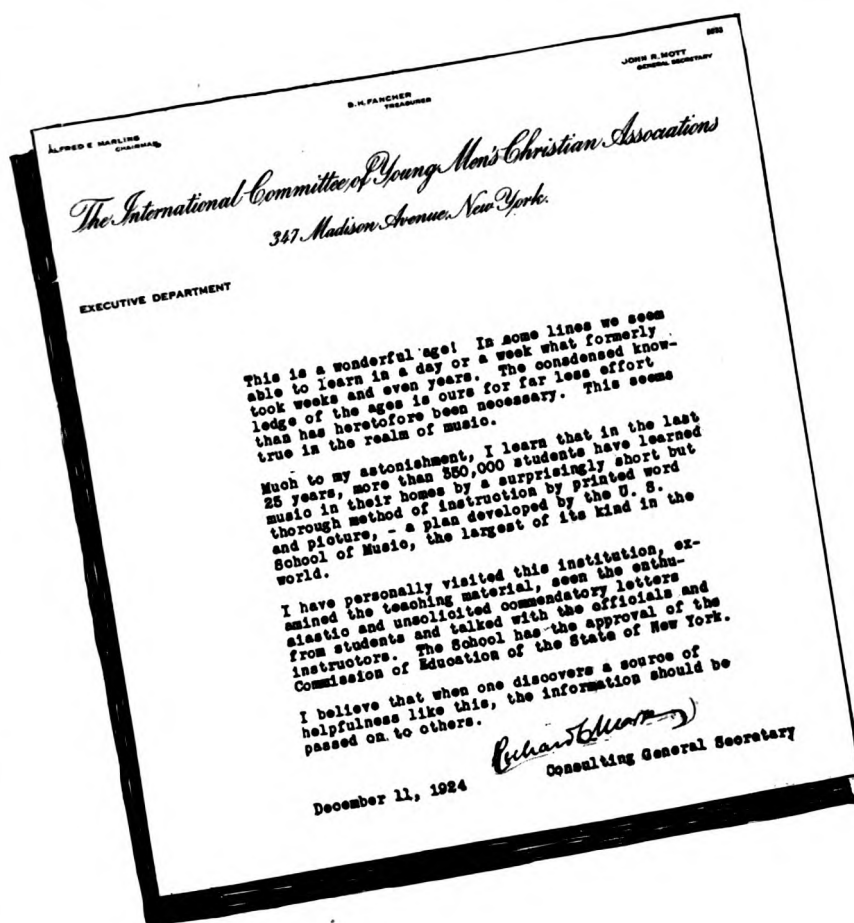 JOHN R. MOTT
GENERAL SECRETARY
B. H. FANCHER
TREASURER
ALFRED E. MARLING
CHAIRMAN
The International Committee of Young Men's Christian Associations
347 Madison Avenue, New York.
EXECUTIVE DEPARTMENT
This is a wonderful age! In some lines we seem
able to learn in a day or a week what formerly
took weeks and even years. The condensed know-
ledge of the ages is ours for far less effort
than has heretofore been necessary. This seems
true in the realm of music.
Much to my astonishment, I learn that in the last
25 years, more than 350,000 students have learned
music in their homes by a surprisingly short but
thorough method of instruction by printed word
and picture, - a plan developed by the U. S.
School of Music, the largest of its kind in the
world.
I have personally visited this institution, ex-
amined the teaching material, seen the enthu-
siastic and unsolicited commendatory letters
from students and talked with the officials and
instructors. The School has the approval of the
Commission of Education of the State of New York.
I believe that when one discovers a source of
helpfulness like this, the information should be
passed on to others.
Richard C. Morse
Consulting General Secretary
December 11, 1924